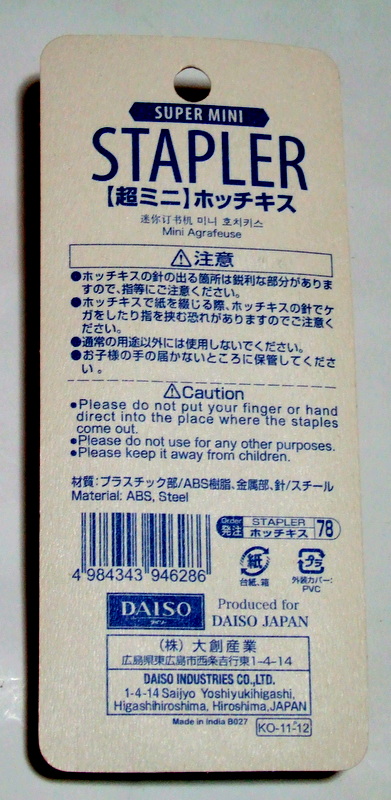 SUPER MINI
STAPLER
【超ミニ】ホッチキス
迷你订书机 미니 호치키스
Mini Agrafeuse
⚠注意
●ホッチキスの針の出る箇所は鋭利な部分がありま
すので、指等にご注意ください。
●ホッチキスで紙を綴じる際、ホッチキスの針でケ
ガをしたり指を挟む恐れがありますのでご注意く
ださい。
●通常の用途以外には使用しないでください。
●お子様の手の届かないところに保管してくださ
い。
⚠Caution
●Please do not put your finger or hand
direct into the place where the staples
come out.
●Please do not use for any other purposes.
●Please keep it away from children.
材質：プラスチック部/ABS樹脂、金属部、針/スチール
Material: ABS, Steel
Order 発注 STAPLER ホッチキス 78
4 984343 946286
紙 台紙、箱
プラ 外装カバー：PVC
DAISO ダイソー
Produced for
DAISO JAPAN
（株）大創産業
広島県東広島市西条吉行東1-4-14
DAISO INDUSTRIES CO.,LTD.
1-4-14 Saijyo Yoshiyukihigashi,
Higashihiroshima, Hiroshima,JAPAN
Made in India B027
KO-11-12